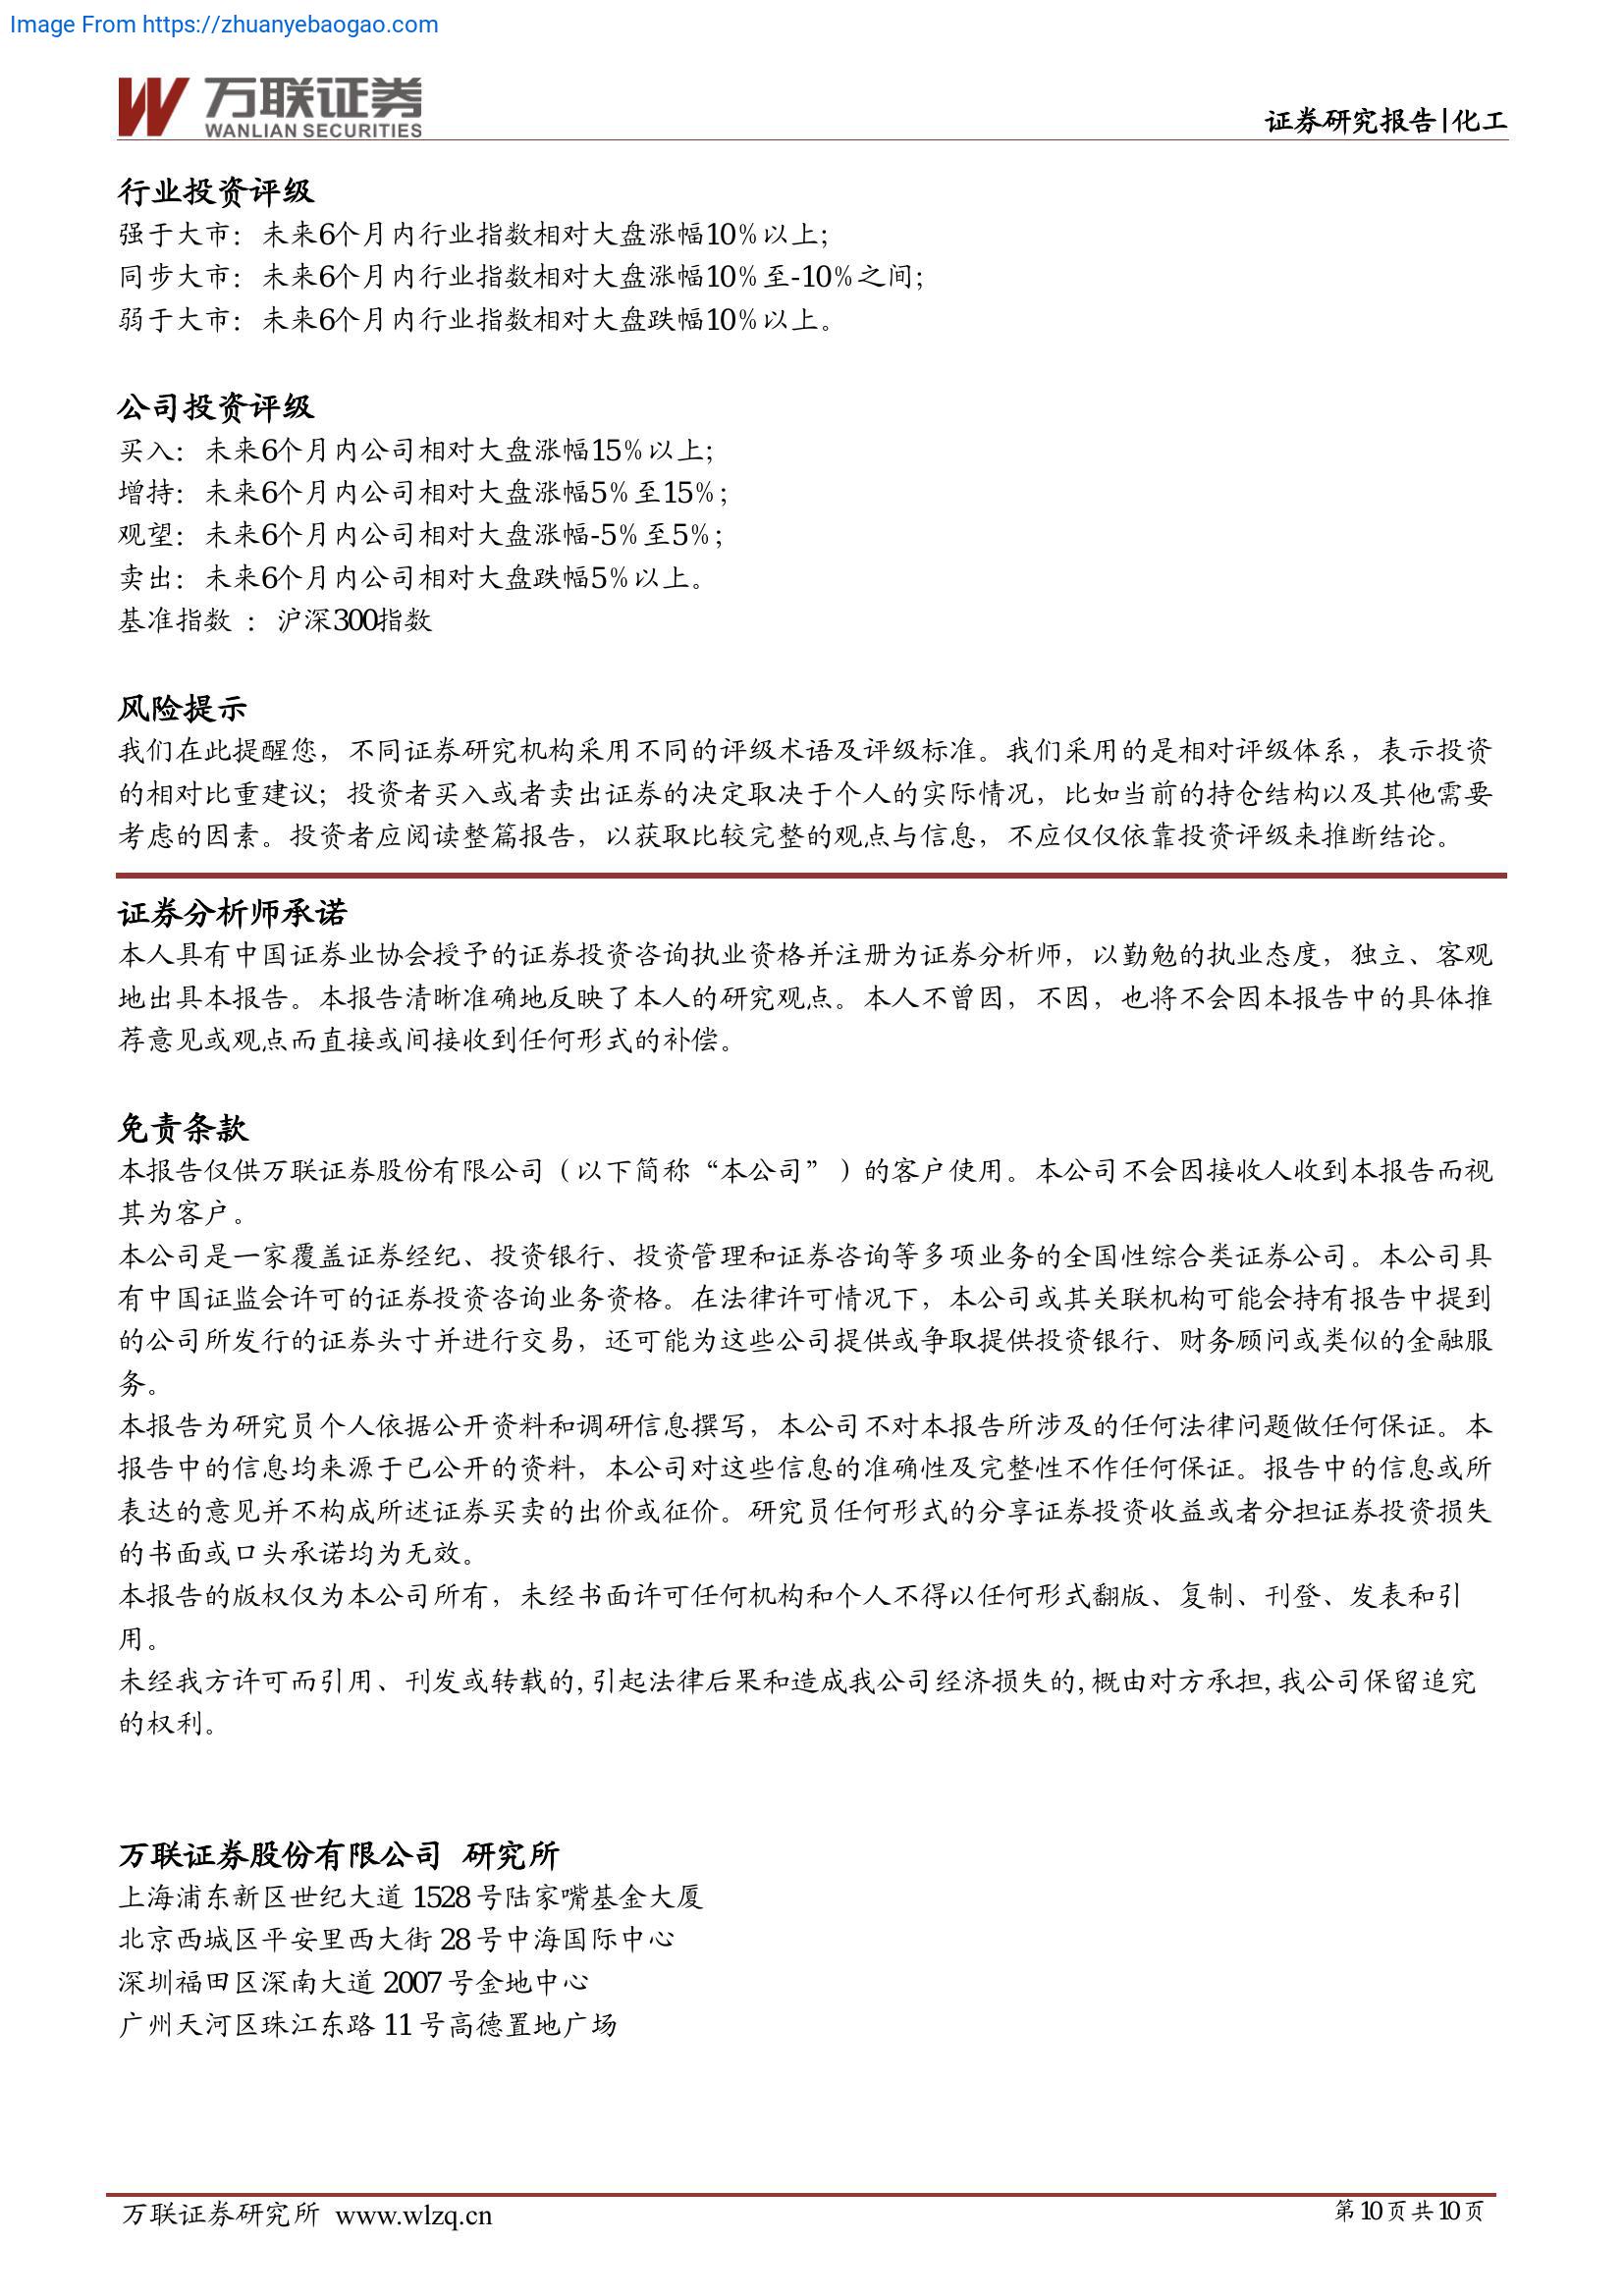 Image From https://zhuanyebaogao.com
万联证券
WANLIAN SECURITIES
证券研究报告|化工
行业投资评级
强于大市：未来6个月内行业指数相对大盘涨幅10%以上；
同步大市：未来6个月内行业指数相对大盘涨幅10%至-10%之间；
弱于大市：未来6个月内行业指数相对大盘跌幅10%以上。
公司投资评级
买入：未来6个月内公司相对大盘涨幅15%以上；
增持：未来6个月内公司相对大盘涨幅5%至15%；
观望：未来6个月内公司相对大盘涨幅-5%至5%；
卖出：未来6个月内公司相对大盘跌幅5%以上。
基准指数 ：沪深300指数
风险提示
我们在此提醒您，不同证券研究机构采用不同的评级术语及评级标准。我们采用的是相对评级体系，表示投资
的相对比重建议；投资者买入或者卖出证券的决定取决于个人的实际情况，比如当前的持仓结构以及其他需要
考虑的因素。投资者应阅读整篇报告，以获取比较完整的观点与信息，不应仅仅依靠投资评级来推断结论。
证券分析师承诺
本人具有中国证券业协会授予的证券投资咨询执业资格并注册为证券分析师，以勤勉的执业态度，独立、客观
地出具本报告。本报告清晰准确地反映了本人的研究观点。本人不曾因，不因，也将不会因本报告中的具体推
荐意见或观点而直接或间接收到任何形式的补偿。
免责条款
本报告仅供万联证券股份有限公司（以下简称“本公司”）的客户使用。本公司不会因接收人收到本报告而视
其为客户。
本公司是一家覆盖证券经纪、投资银行、投资管理和证券咨询等多项业务的全国性综合类证券公司。本公司具
有中国证监会许可的证券投资咨询业务资格。在法律许可情况下，本公司或其关联机构可能会持有报告中提到
的公司所发行的证券头寸并进行交易，还可能为这些公司提供或争取提供投资银行、财务顾问或类似的金融服
务。
本报告为研究员个人依据公开资料和调研信息撰写，本公司不对本报告所涉及的任何法律问题做任何保证。本
报告中的信息均来源于已公开的资料，本公司对这些信息的准确性及完整性不作任何保证。报告中的信息或所
表达的意见并不构成所述证券买卖的出价或征价。研究员任何形式的分享证券投资收益或者分担证券投资损失
的书面或口头承诺均为无效。
本报告的版权仅为本公司所有，未经书面许可任何机构和个人不得以任何形式翻版、复制、刊登、发表和引
用。
未经我方许可而引用、刊发或转载的,引起法律后果和造成我公司经济损失的,概由对方承担,我公司保留追究
的权利。
万联证券股份有限公司 研究所
上海浦东新区世纪大道 1528 号陆家嘴基金大厦
北京西城区平安里西大街 28 号中海国际中心
深圳福田区深南大道 2007 号金地中心
广州天河区珠江东路 11 号高德置地广场
万联证券研究所 www.wlzq.cn
第 10 页 共 10 页